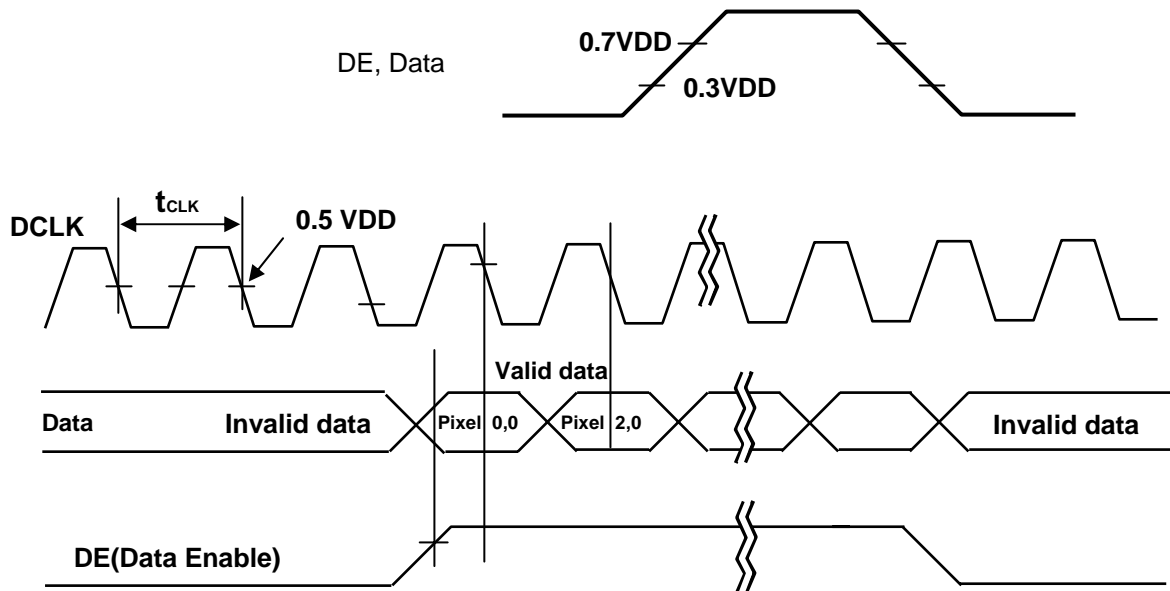 0.7VDD
DE, Data
0.3VDD
tCLK
DCLK
0.5 VDD
Valid data
Data
Invalid data
Pixel 0,0
Pixel 2,0
Invalid data
DE(Data Enable)